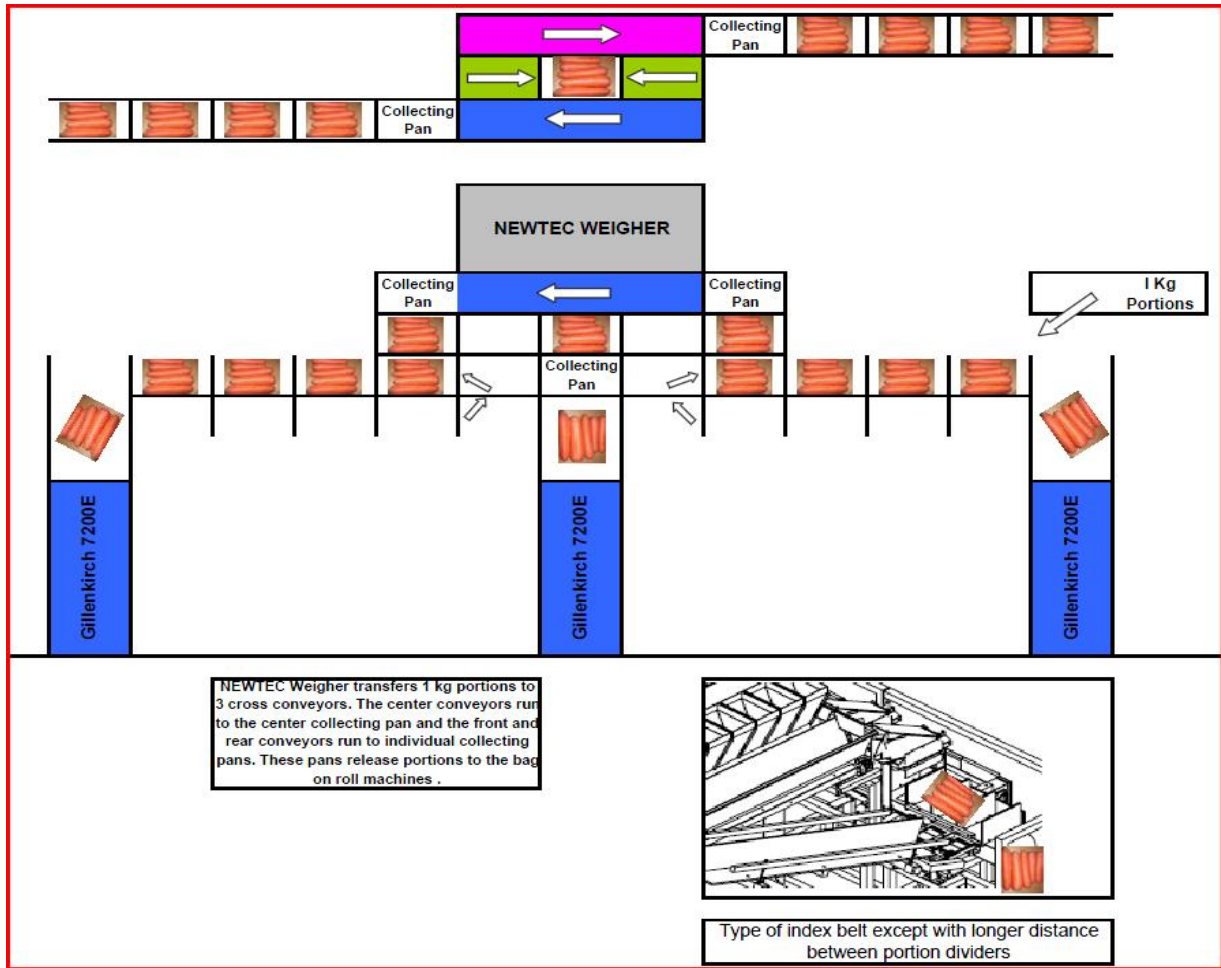 Collecting
Pan
Collecting
Pan
NEWTEC WEIGHER
Collecting
Pan
Collecting
Pan
I Kg
Portions
Collecting
Pan
Gillenkirch 7200E
Gillenkirch 7200E
Gillenkirch 7200E
NEWTEC Weigher transfers 1 kg portions to
3 cross conveyors. The center conveyors run
to the center collecting pan and the front and
rear conveyors run to individual collecting
pans. These pans release portions to the bag
on roll machines .
Type of index belt except with longer distance
between portion dividers